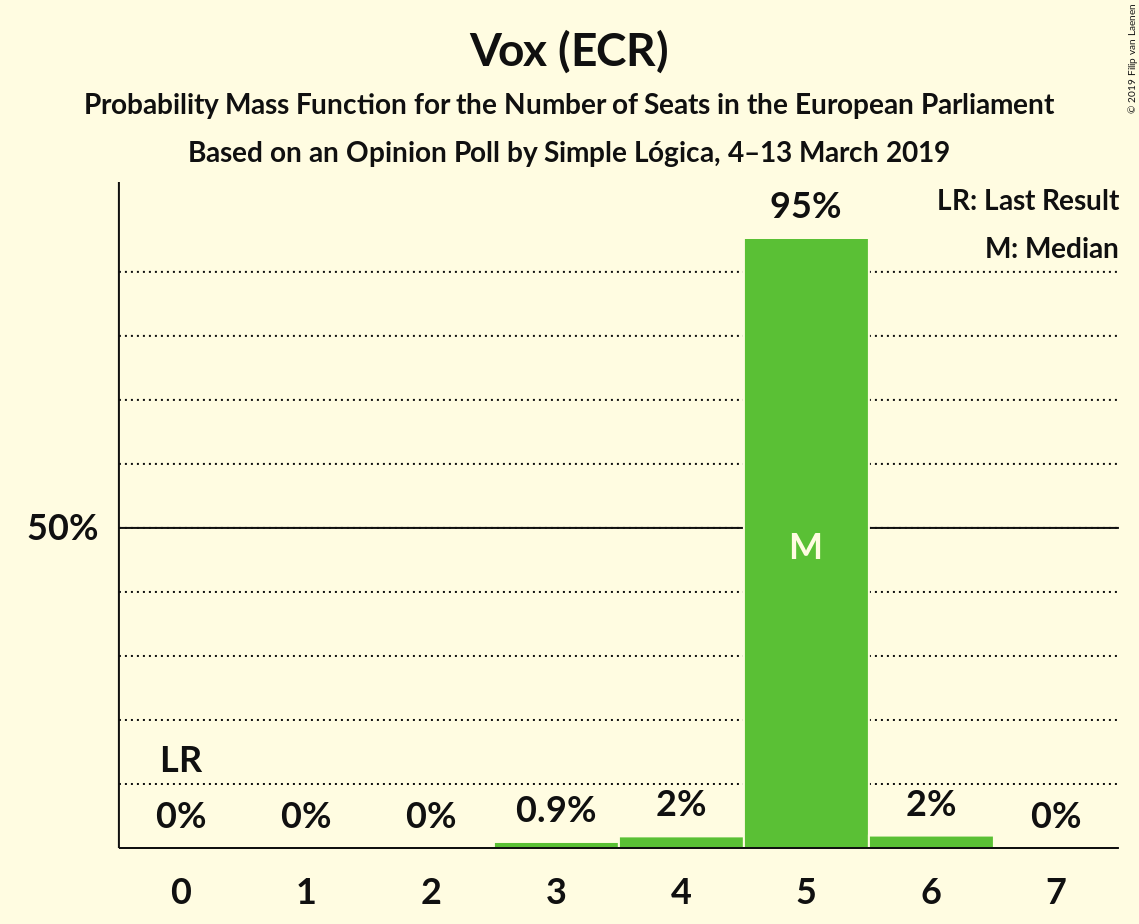 Vox (ECR)
Probability Mass Function for the Number of Seats in the European Parliament
Based on an Opinion Poll by Simple Lógica, 4–13 March 2019
© 2019 Filip van Laenen
LR: Last Result
M: Median
95%
50%
M
LR
0%
0%
0%
0.9%
2%
2%
0%
0
1
2
3
4
5
6
7